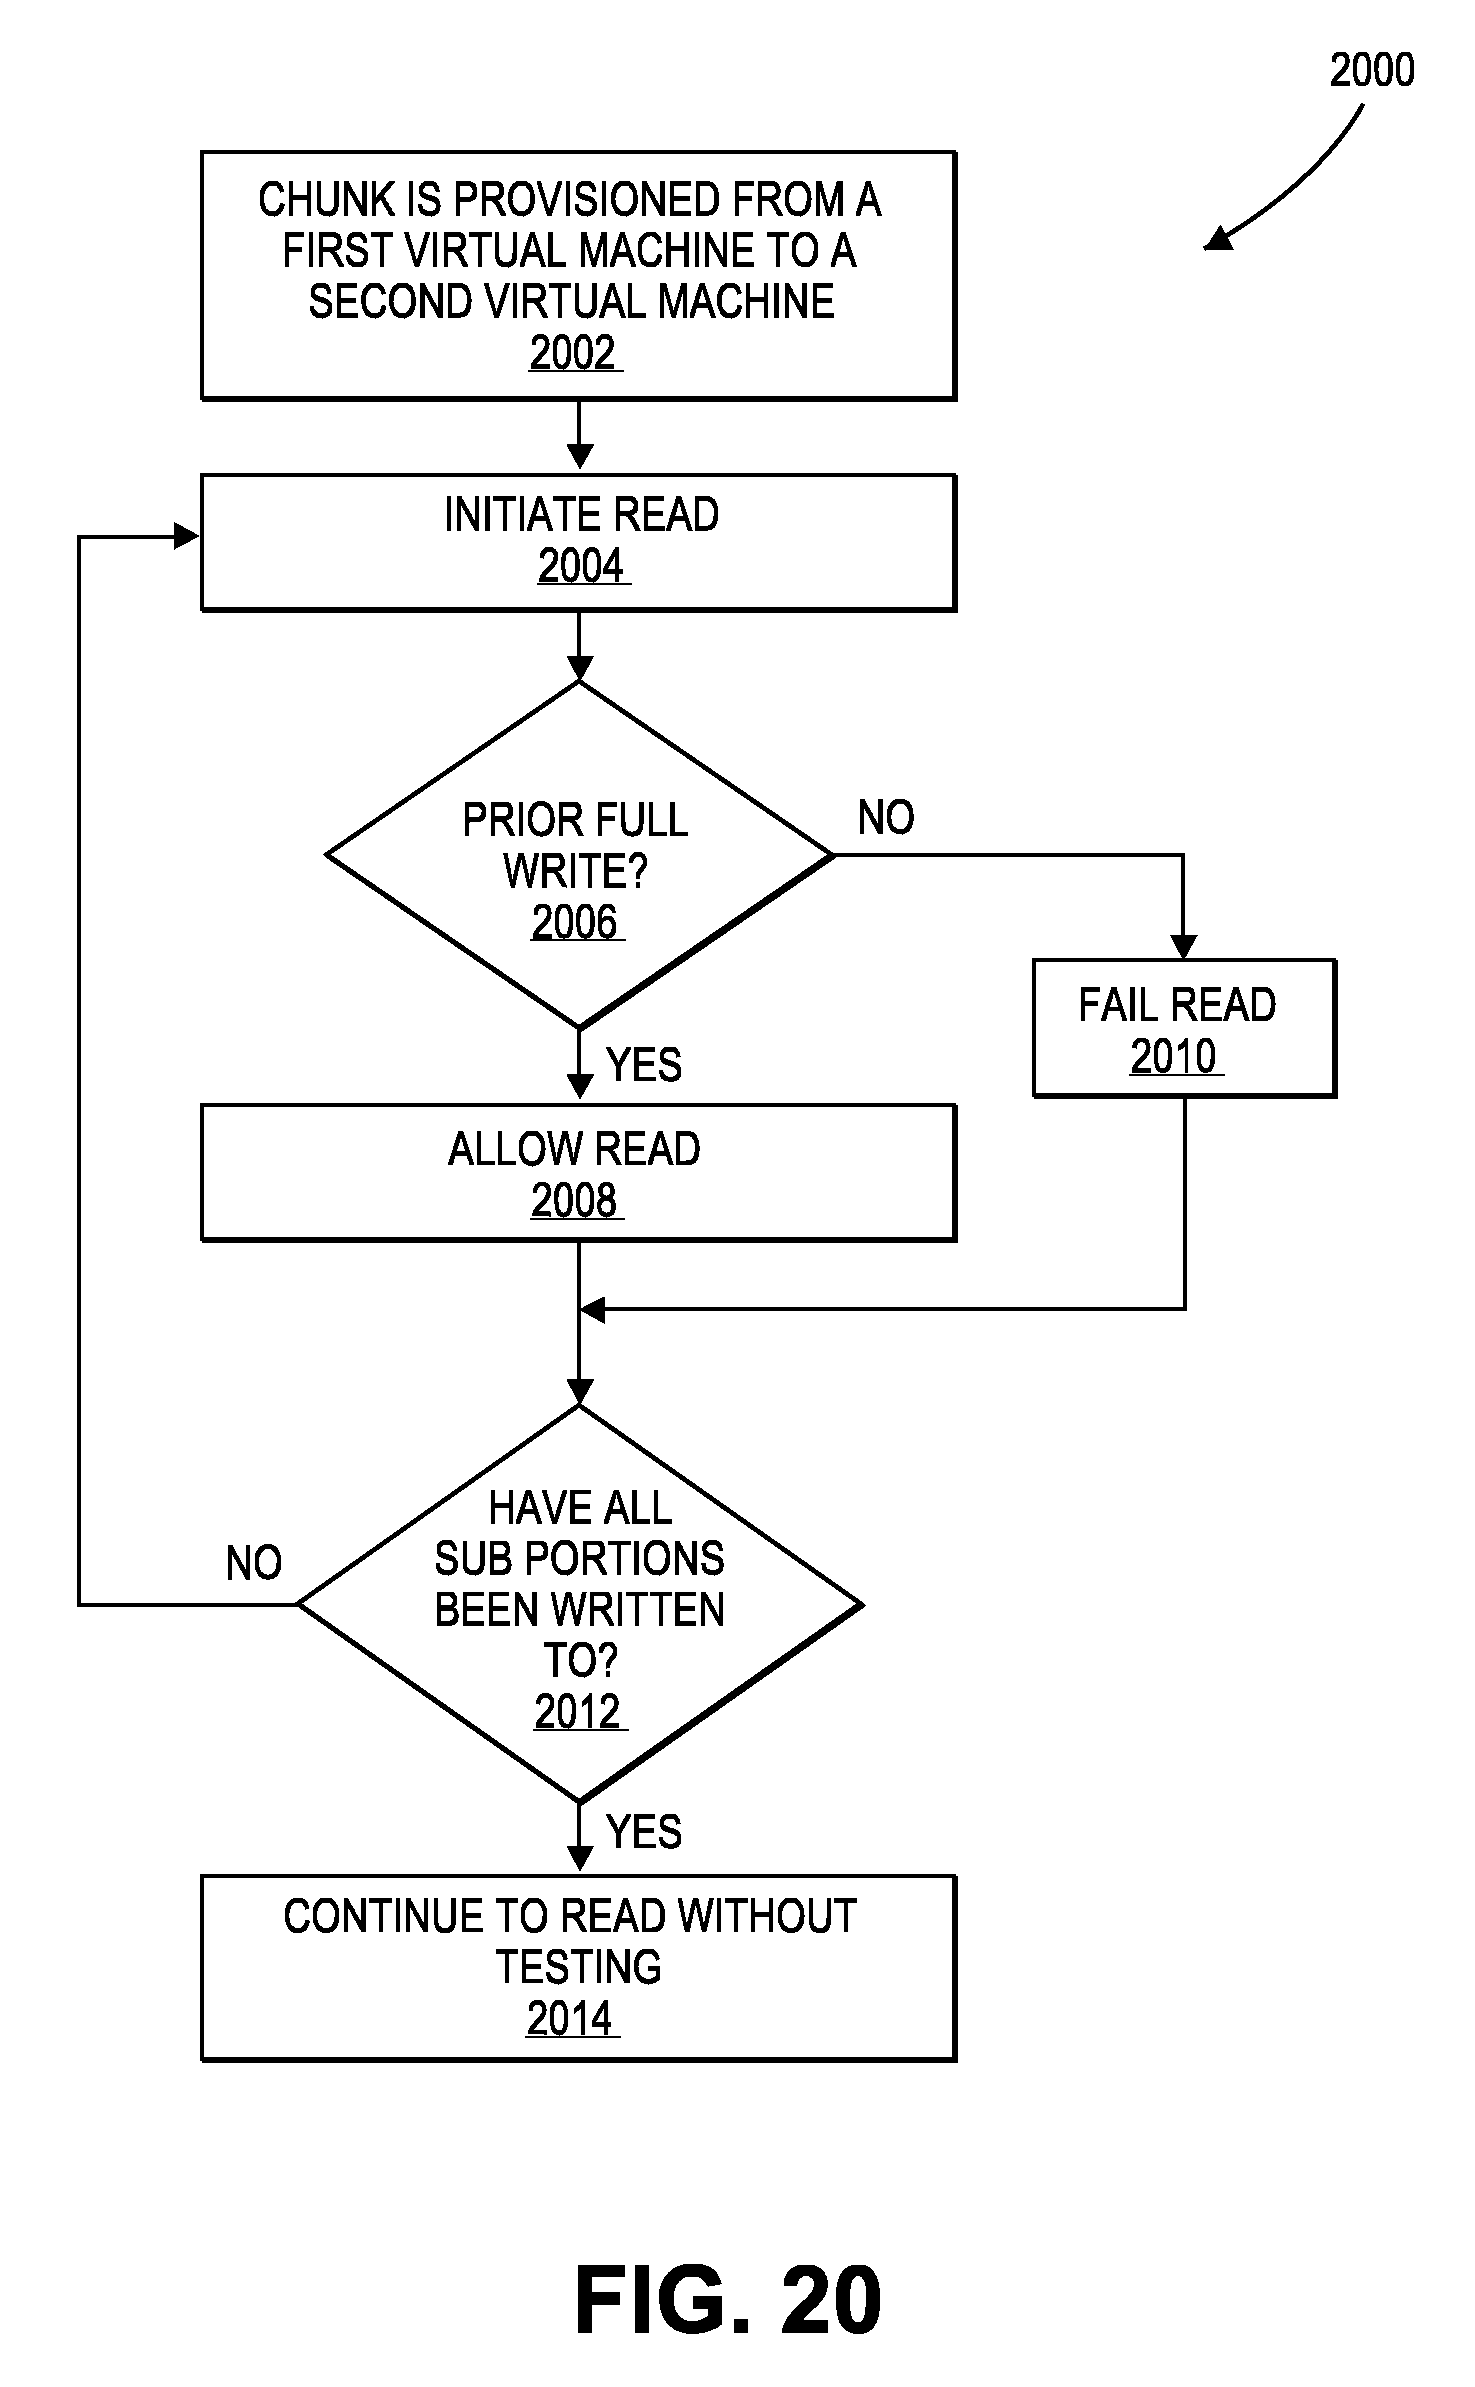 2000
CHUNK IS PROVISIONED FROM A
FIRST VIRTUAL MACHINE TO A
SECOND VIRTUAL MACHINE
2002
INITIATE READ
2004
PRIOR FULL
WRITE?
2006
NO
FAIL READ
2010
YES
ALLOW READ
2008
HAVE ALL
SUB PORTIONS
BEEN WRITTEN
TO?
2012
NO
YES
CONTINUE TO READ WITHOUT
TESTING
2014
FIG. 20